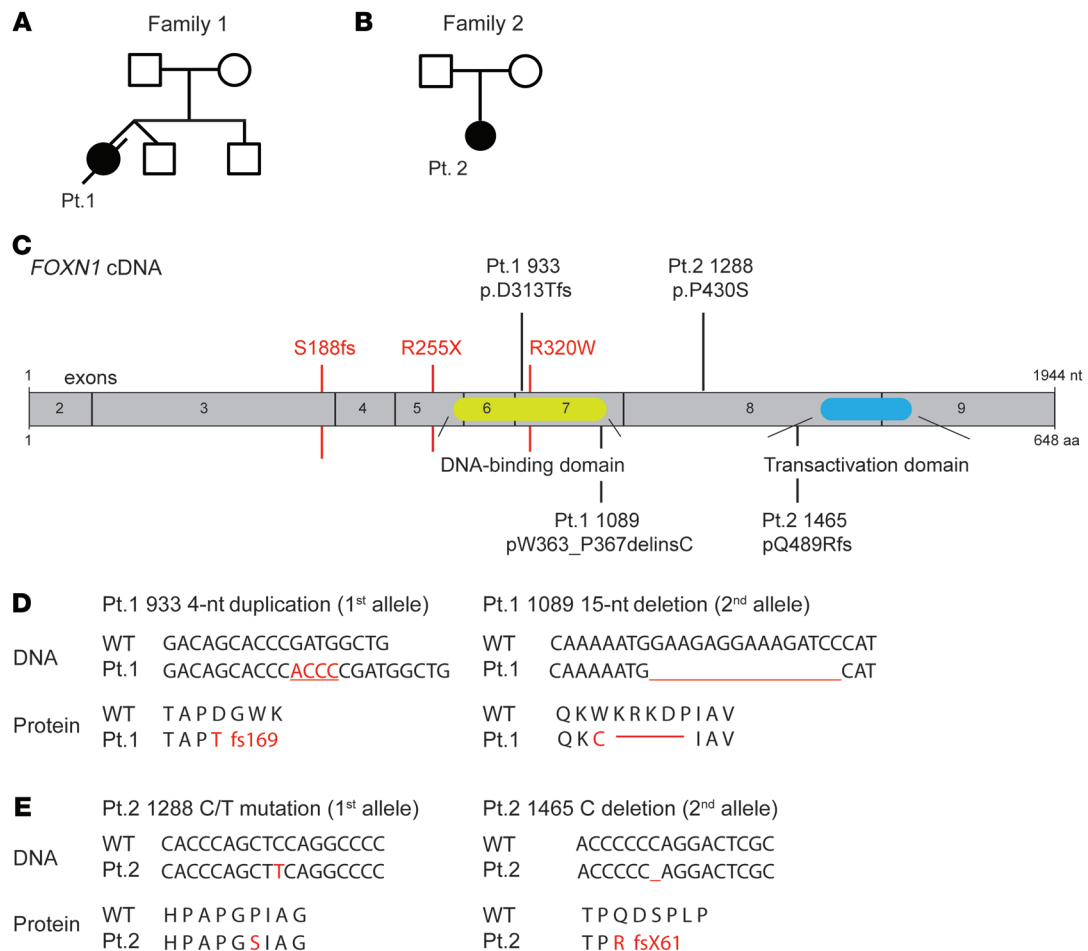 A
Family 1
Pt.1
B
Family 2
Pt. 2
C
FOXN1 cDNA
Pt.1 933
p.D313Tfs
Pt.2 1288
p.P430S
S188fs
R255X
R320W
1
exons
1944 nt
2
3
4
5
6
7
8
9
1
648 aa
DNA-binding domain
Transactivation domain
Pt.1 1089
pW363_P367delinsC
Pt.2 1465
pQ489Rfs
D
Pt.1 933 4-nt duplication (1st allele)
DNA
WT GACAGCACCCGATGGCTG
Pt.1 GACAGCACCCACCCCGATGGCTG
Protein
WT T A P D G W K
Pt.1 T A P T fs169
Pt.1 1089 15-nt deletion (2nd allele)
WT CAAAAATGGAAGAGGAAAGATCCCAT
Pt.1 CAAAAATG CAT
WT Q K W K R K D P I A V
Pt.1 Q K C I A V
E
Pt.2 1288 C/T mutation (1st allele)
DNA
WT CACCCAGCTCCAGGCCCC
Pt.2 CACCCAGCTTCAGGCCCC
Protein
WT H P A P G P I A G
Pt.2 H P A P G S I A G
Pt.2 1465 C deletion (2nd allele)
WT ACCCCCCAGGACTCGC
Pt.2 ACCCCC_AGGACTCGC
WT T P Q D S P L P
Pt.2 T P R fsX61